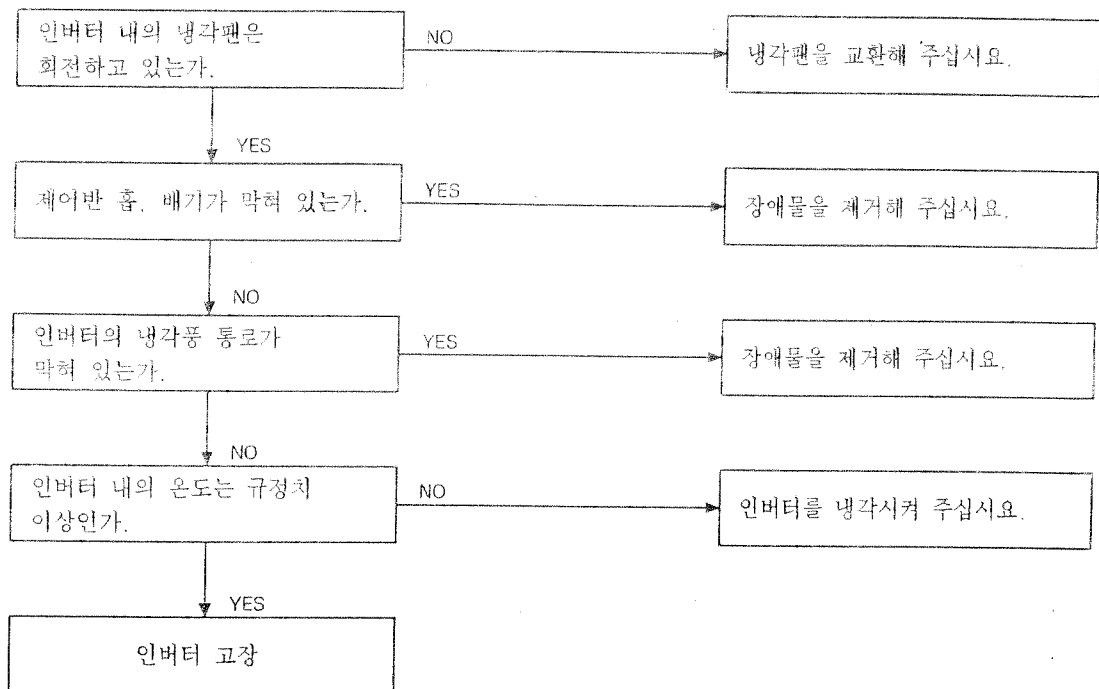 인버터 내의 냉각팬은
회전하고 있는가.
NO
냉각팬을 교환해 주십시요.
YES
제어반 흡, 배기가 막혀 있는가.
YES
장애물을 제거해 주십시요.
NO
인버터의 냉각풍 통로가
막혀 있는가.
YES
장애물을 제거해 주십시요.
NO
인버터 내의 온도는 규정치
이상인가.
NO
인버터를 냉각시켜 주십시요.
YES
인버터 고장